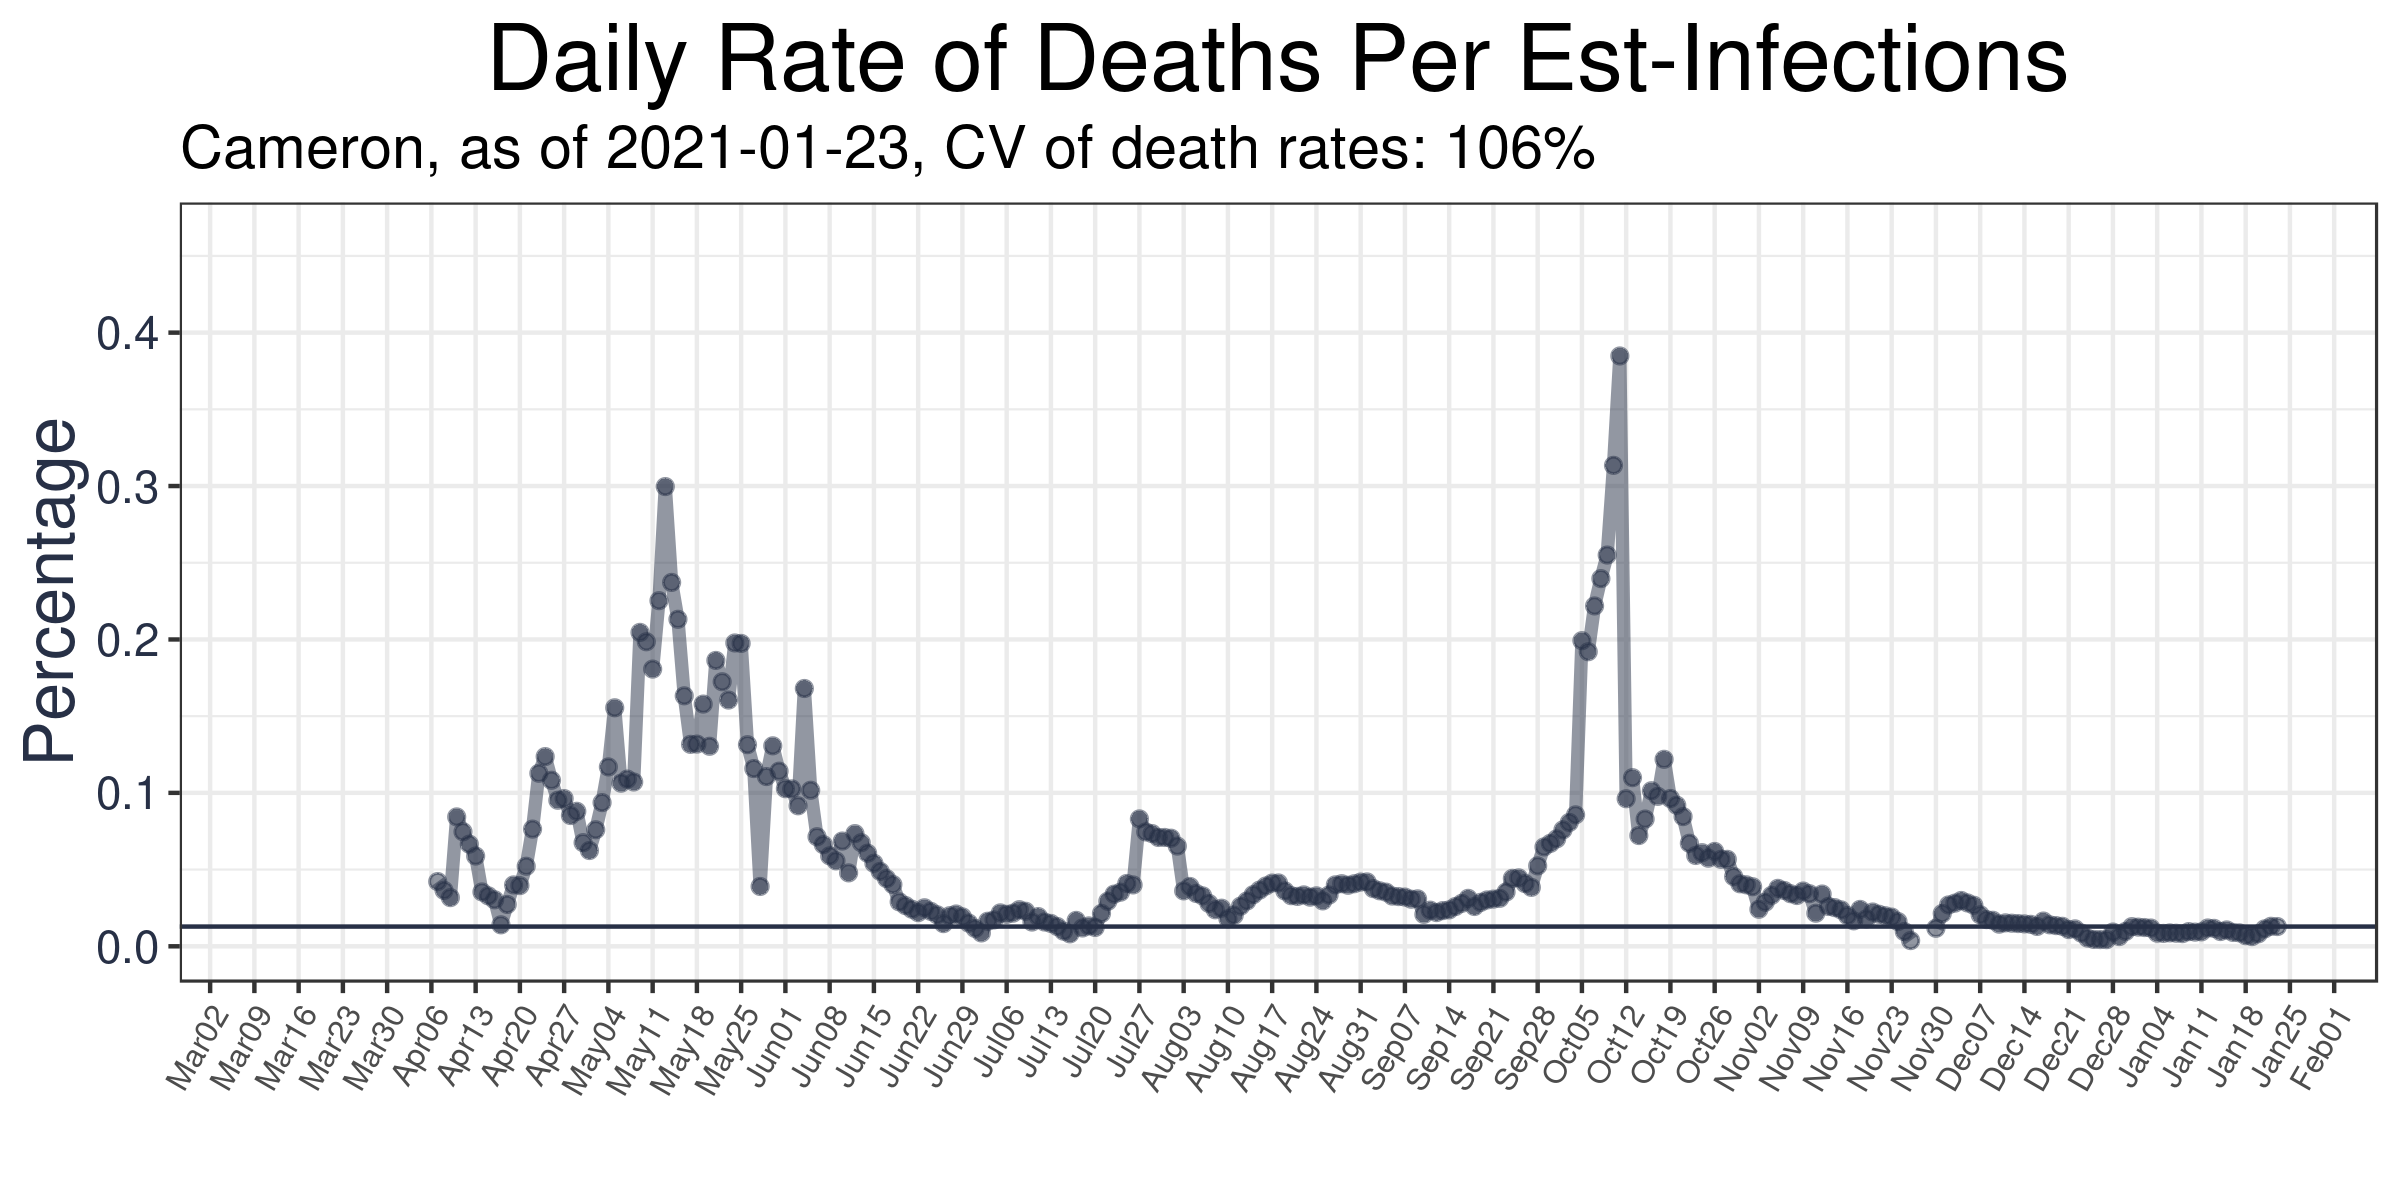 Daily Rate of Deaths Per Est-Infections
Cameron, as of 2021-01-23, CV of death rates: 106%
Percentage
0.4
0.3
0.2
0.1
0.0
Mar02
Mar09
Mar16
Mar23
Mar30
Apr06
Apr13
Apr20
Apr27
May04
May11
May18
May25
Jun01
Jun08
Jun15
Jun22
Jun29
Jul06
Jul13
Jul20
Jul27
Aug03
Aug10
Aug17
Aug24
Aug31
Sep07
Sep14
Sep21
Sep28
Oct05
Oct12
Oct19
Oct26
Nov02
Nov09
Nov16
Nov23
Nov30
Dec07
Dec14
Dec21
Dec28
Jan04
Jan11
Jan18
Jan25
Feb01